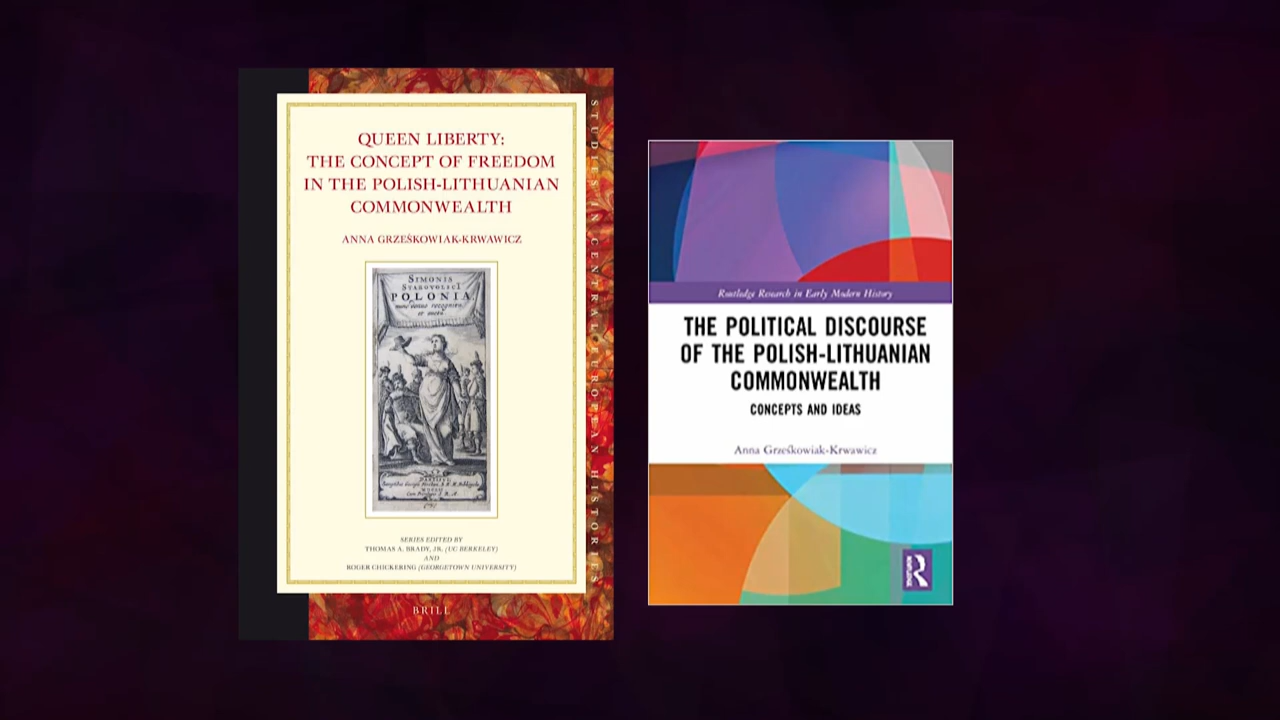 QUEEN LIBERTY:
THE CONCEPT OF FREEDOM
IN THE POLISH-LITHUANIAN
COMMONWEALTH
ANNA GRZEŚKOWIAK-KRWAWICZ
SIMONIS
STAROVOLSCI
POLONIA
SERIES EDITED BY
THOMAS A. BRADY, JR. (UC BERKELEY)
AND
ROGER CHICKERING (GEORGETOWN UNIVERSITY)
BRILL
STUDIES IN CENTRAL EUROPEAN HISTORIES
Routledge Research in Early Modern History
THE POLITICAL DISCOURSE
OF THE POLISH-LITHUANIAN
COMMONWEALTH
CONCEPTS AND IDEAS
Anna Grześkowiak-Krwawicz
ROUTLEDGE